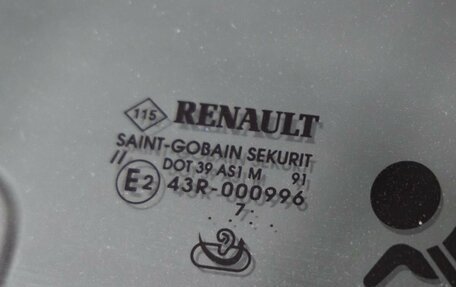 115 RENAULT
SAINT-GOBAIN SEKURIT
// DOT 39 AS1 M 91
E2 43R-000996
. . . 7 . .